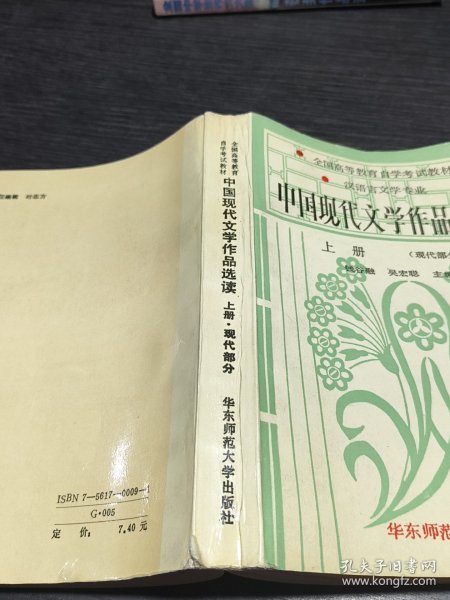 全国高等教育自学考试教材
汉语言文学专业
中国现代文学作品
上册
(现代部分
钱谷融 吴宏聪 主编
华东师范
全国高等教育
自学考试教材
中国现代文学作品选读
上册·现代部分
华东师范大学出版社
ISBN 7—5617—0009—1
G·005
定价: 7.40元
孔夫子旧书网
www.kongfz.com